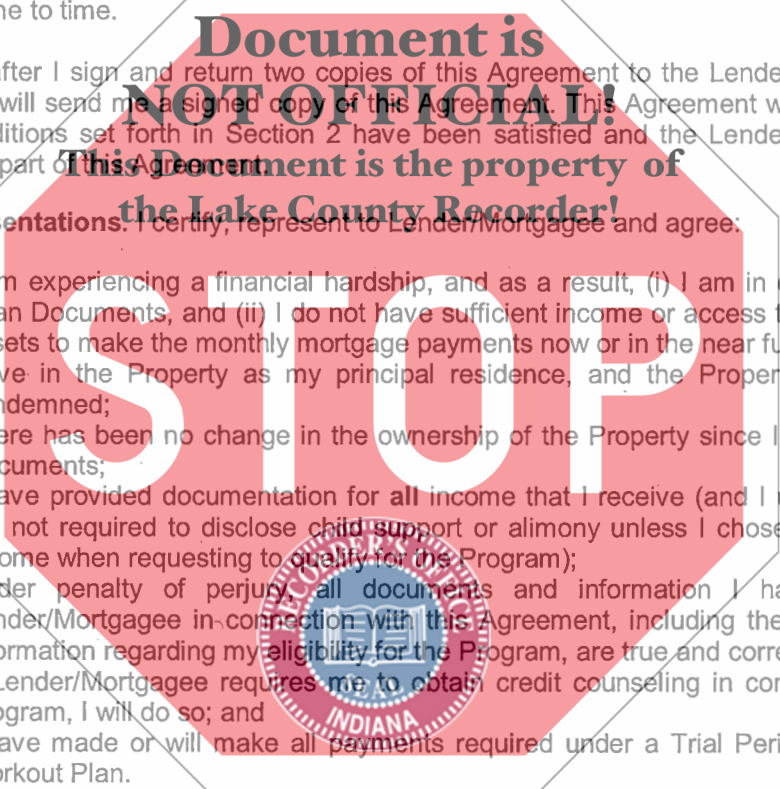 ne to time.
Document is
after I sign and return two copies of this Agreement to the Lende
NOT OFFICIAL!
will send me a signed copy of this Agreement. This Agreement w
ditions set forth in Section 2 have been satisfied and the Lende
This Document is the property of
part of this Agreement.
the Lake County Recorder!
entations. I certify, represent to Lender/Mortgagee and agree:
m experiencing a financial hardship, and as a result, (i) I am in
an Documents, and (ii) I do not have sufficient income or access t
sets to make the monthly mortgage payments now or in the near fu
ve in the Property as my principal residence, and the Proper
ndemned;
STOP
ere has been no change in the ownership of the Property since I
cuments;
ave provided documentation for all income that I receive (and I
not required to disclose child support or alimony unless I chose
ome when requesting to qualify for the Program);
der penalty of perjury, all documents and information I ha
nder/Mortgagee in connection with this Agreement, including the
ormation regarding my eligibility for the Program, are true and corre
Lender/Mortgagee requires me to obtain credit counseling in con
ogram, I will do so; and
ave made or will make all payments required under a Trial Peri
orkout Plan.
RECORDER'S OFFICE
SEAL
INDIANA